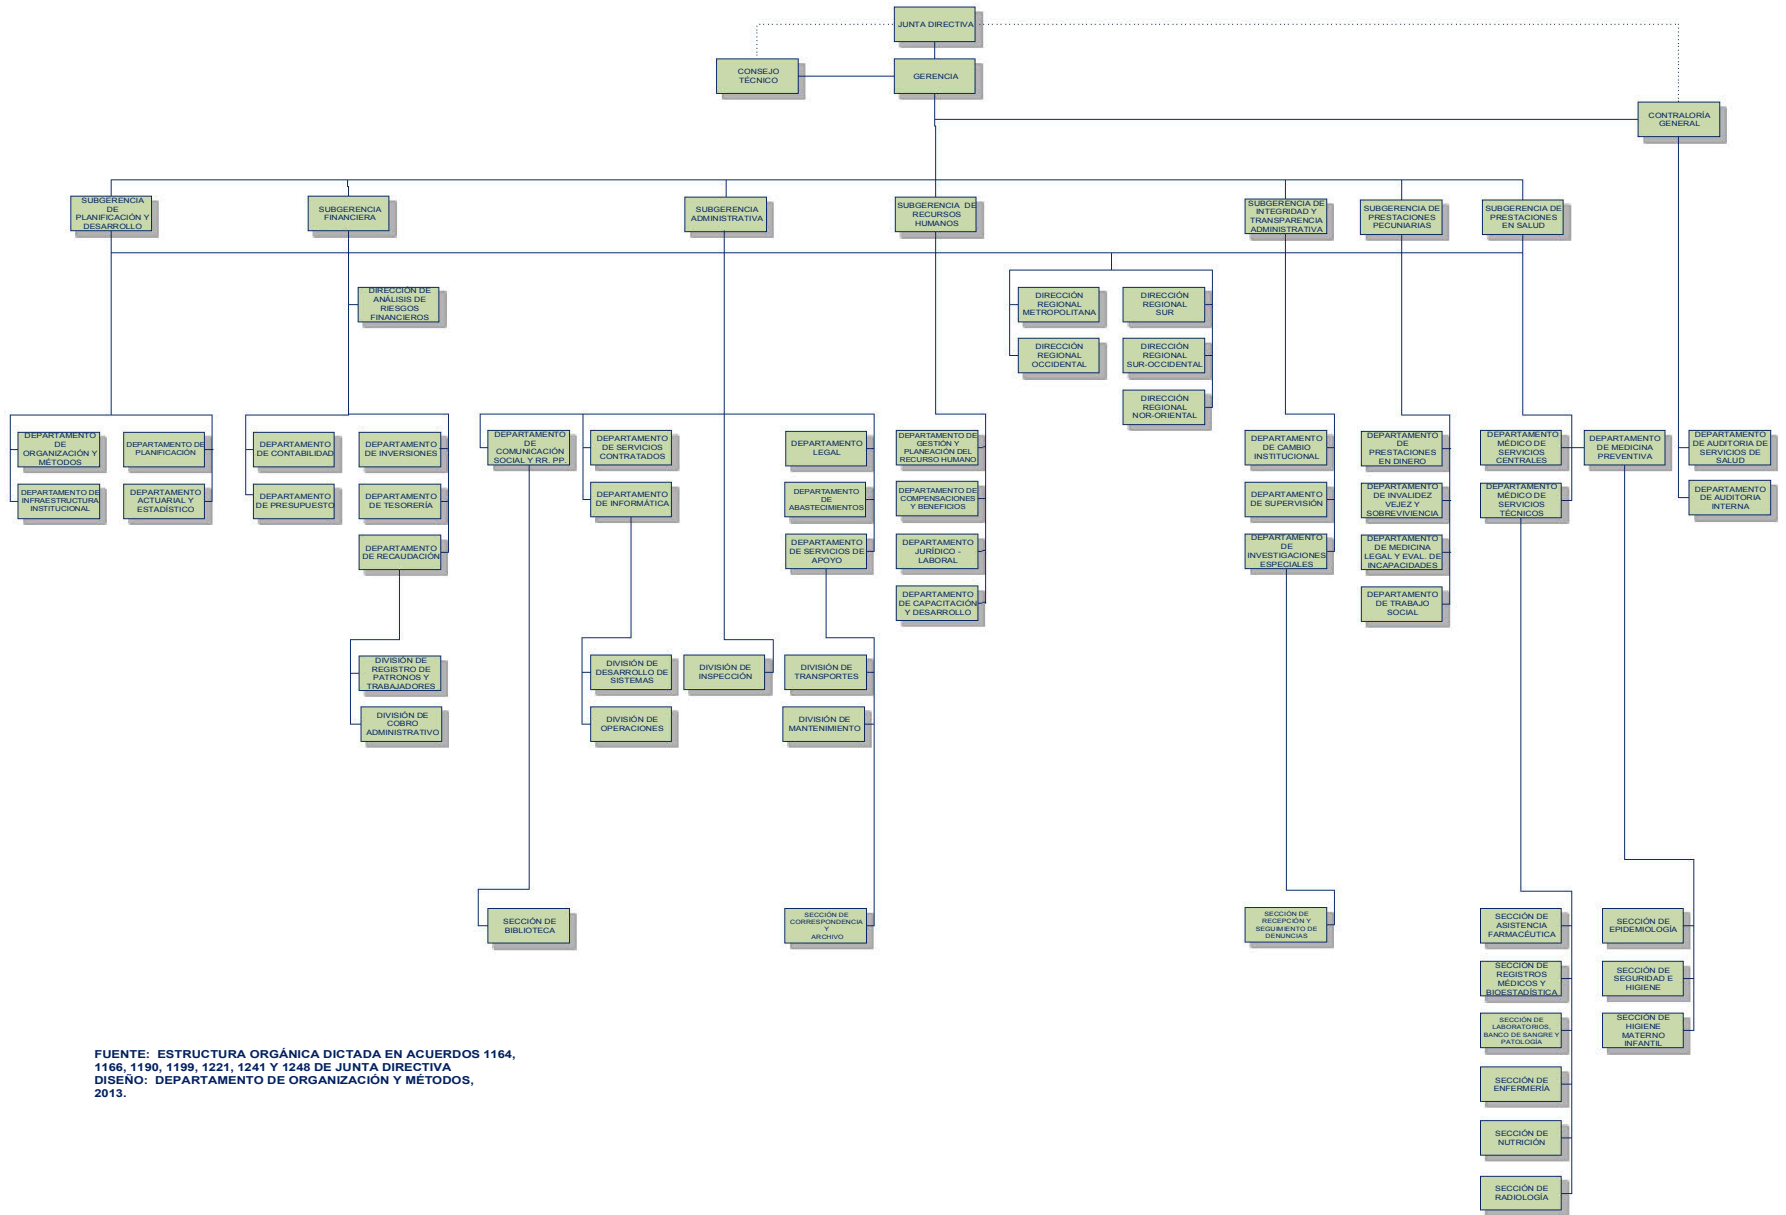 JUNTA DIRECTIVA
CONSEJO
TÉCNICO
GERENCIA
CONTRALORÍA
GENERAL
SUBGERENCIA
DE
PLANIFICACIÓN Y
DESARROLLO
SUBGERENCIA
FINANCIERA
SUBGERENCIA
ADMINISTRATIVA
SUBGERENCIA DE
RECURSOS
HUMANOS
SUBGERENCIA DE
INTEGRIDAD Y
TRANSPARENCIA
ADMINISTRATIVA
SUBGERENCIA DE
PRESTACIONES
PECUNIARIAS
SUBGERENCIA DE
PRESTACIONES
EN SALUD
DIRECCIÓN DE
ANÁLISIS DE
RIESGOS
FINANCIEROS
DIRECCIÓN
REGIONAL
METROPOLITANA
DIRECCIÓN
REGIONAL
SUR
DIRECCIÓN
REGIONAL
OCCIDENTAL
DIRECCIÓN
REGIONAL
SUR-OCCIDENTAL
DIRECCIÓN
REGIONAL
NOR-ORIENTAL
DEPARTAMENTO
DE
ORGANIZACIÓN Y
MÉTODOS
DEPARTAMENTO DE
PLANIFICACIÓN
DEPARTAMENTO
DE CONTABILIDAD
DEPARTAMENTO
DE INVERSIONES
DEPARTAMENTO
DE
COMUNICACIÓN
SOCIAL Y RR. PP.
DEPARTAMENTO
DE SERVICIOS
CONTRATADOS
DEPARTAMENTO
LEGAL
DEPARTAMENTO DE
GESTIÓN Y
PLANEACIÓN DEL
RECURSO HUMANO
DEPARTAMENTO
DE CAMBIO
INSTITUCIONAL
DEPARTAMENTO
DE
PRESTACIONES
EN DINERO
DEPARTAMENTO
MÉDICO DE
SERVICIOS
CENTRALES
DEPARTAMENTO
DE MEDICINA
PREVENTIVA
DEPARTAMENTO
DE AUDITORIA DE
SERVICIOS DE
SALUD
DEPARTAMENTO DE
INFRAESTRUCTURA
INSTITUCIONAL
DEPARTAMENTO
ACTUARIAL Y
ESTADÍSTICO
DEPARTAMENTO
DE PRESUPUESTO
DEPARTAMENTO
DE TESORERÍA
DEPARTAMENTO
DE INFORMÁTICA
DEPARTAMENTO
DE
ABASTECIMIENTOS
DEPARTAMENTO DE
COMPENSACIONES
Y BENEFICIOS
DEPARTAMENTO
DE SUPERVISIÓN
DEPARTAMENTO
DE INVALIDEZ
VEJEZ Y
SOBREVIVENCIA
DEPARTAMENTO
MÉDICO DE
SERVICIOS
TÉCNICOS
DEPARTAMENTO
DE AUDITORIA
INTERNA
DEPARTAMENTO
DE RECAUDACIÓN
DEPARTAMENTO
DE SERVICIOS DE
APOYO
DEPARTAMENTO
JURÍDICO -
LABORAL
DEPARTAMENTO
DE
INVESTIGACIONES
ESPECIALES
DEPARTAMENTO
DE MEDICINA
LEGAL Y EVAL. DE
INCAPACIDADES
DEPARTAMENTO
DE CAPACITACIÓN
Y DESARROLLO
DEPARTAMENTO
DE TRABAJO
SOCIAL
DIVISIÓN DE
REGISTRO DE
PATRONOS Y
TRABAJADORES
DIVISIÓN DE
DESARROLLO DE
SISTEMAS
DIVISIÓN DE
INSPECCIÓN
DIVISIÓN DE
TRANSPORTES
DIVISIÓN DE
COBRO
ADMINISTRATIVO
DIVISIÓN DE
OPERACIONES
DIVISIÓN DE
MANTENIMIENTO
SECCIÓN DE
BIBLIOTECA
SECCIÓN DE
CORRESPONDENCIA
Y
ARCHIVO
SECCIÓN DE
RECEPCIÓN Y
SEGUIMIENTO DE
DENUNCIAS
SECCIÓN DE
ASISTENCIA
FARMACÉUTICA
SECCIÓN DE
EPIDEMIOLOGÍA
SECCIÓN DE
REGISTROS
MÉDICOS Y
BIOESTADÍSTICA
SECCIÓN DE
SEGURIDAD E
HIGIENE
SECCIÓN DE
LABORATORIOS,
BANCO DE SANGRE Y
PATOLOGÍA
SECCIÓN DE
HIGIENE
MATERNO
INFANTIL
SECCIÓN DE
ENFERMERÍA
SECCIÓN DE
NUTRICIÓN
SECCIÓN DE
RADIOLOGÍA
FUENTE: ESTRUCTURA ORGÁNICA DICTADA EN ACUERDOS 1164,
1166, 1190, 1199, 1221, 1241 Y 1248 DE JUNTA DIRECTIVA
DISEÑO: DEPARTAMENTO DE ORGANIZACIÓN Y MÉTODOS,
2013.